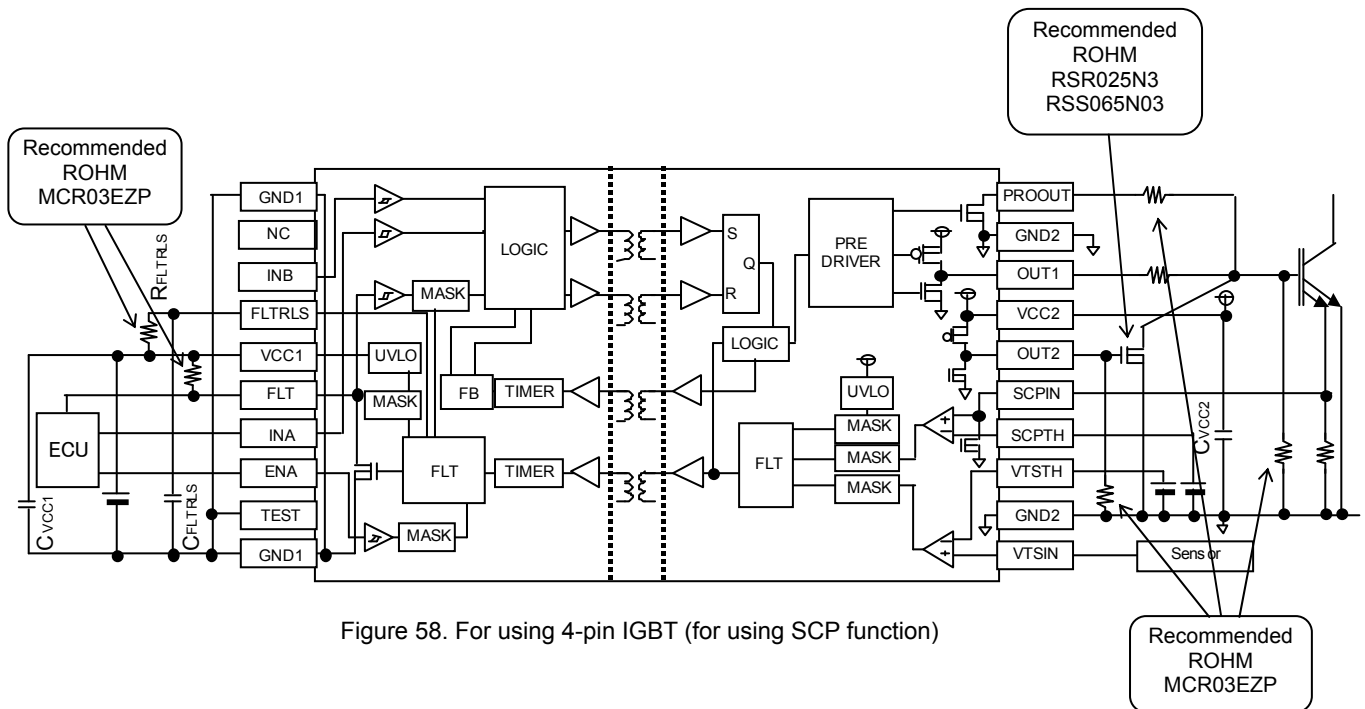 Recommended
ROHM
RSR025N3
RSS065N03
Recommended
ROHM
MCR03EZP
RFLTRLS
CVCC1
CFLTRLS
ECU
GND1
NC
INB
FLTRLS
VCC1
FLT
INA
ENA
TEST
GND1
MASK
LOGIC
UVLO
MASK
FB
TIMER
FLT
TIMER
MASK
S
Q
R
LOGIC
PRE
DRIVER
UVLO
MASK
MASK
MASK
FLT
PROOUT
GND2
OUT1
VCC2
OUT2
SCPIN
SCPTH
VTSTH
GND2
VTSIN
CVCC2
Sensor
Figure 58. For using 4-pin IGBT (for using SCP function)
Recommended
ROHM
MCR03EZP